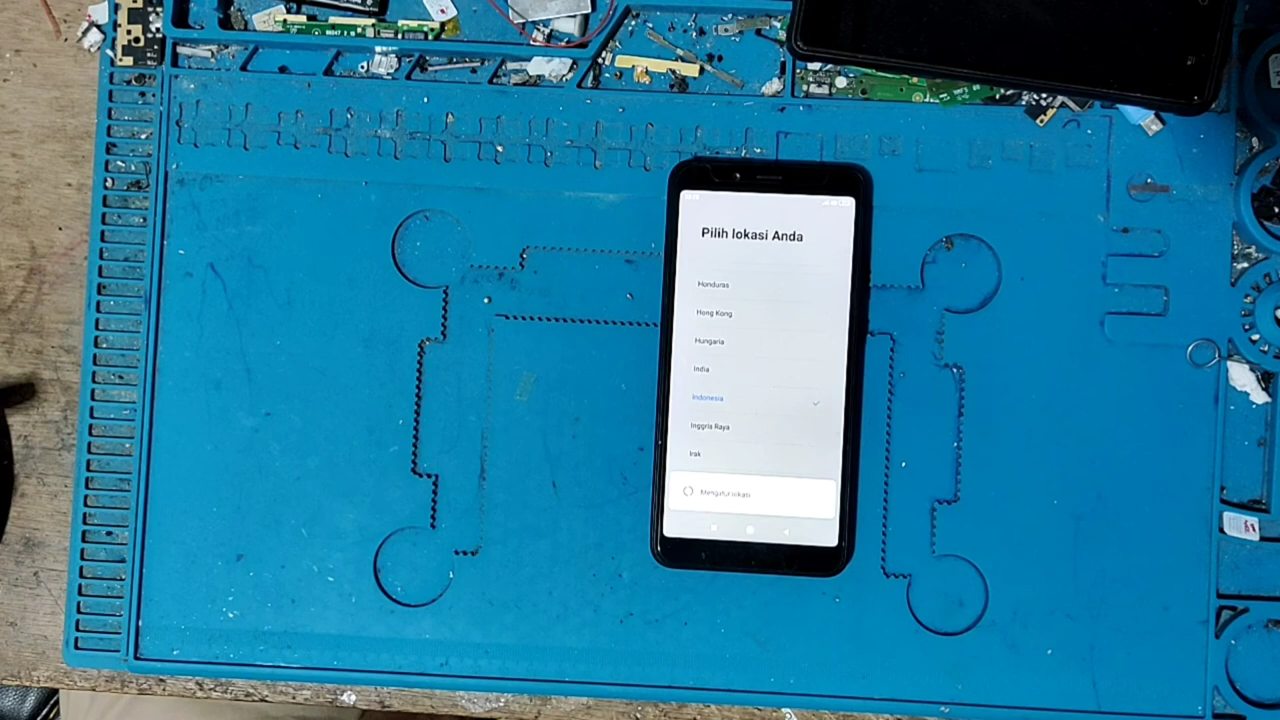 Pilih lokasi Anda
Honduras
Hong Kong
Hungaria
India
Indonesia
Inggris Raya
Irak
Mengatur lokasi